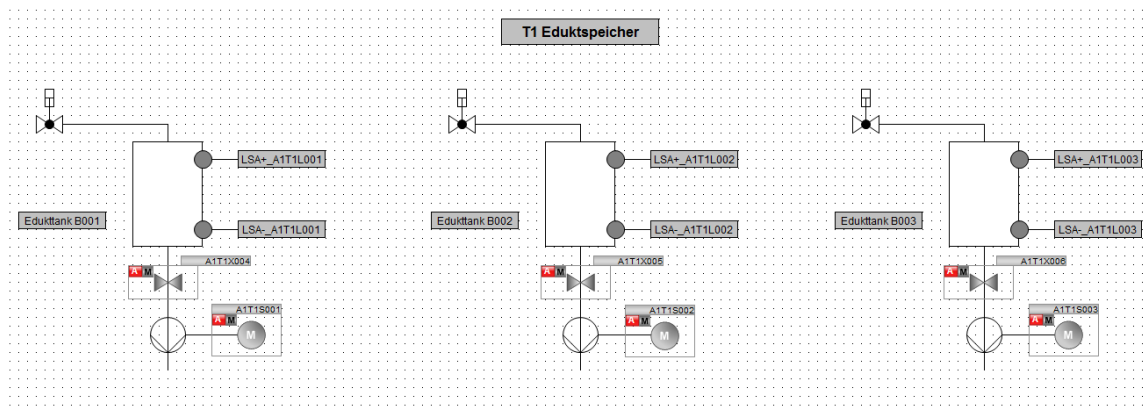 T1 Eduktspeicher
LSA+_A1T1L001
LSA+_A1T1L002
LSA+_A1T1L003
Edukttank B001
LSA-_A1T1L001
Edukttank B002
LSA-_A1T1L002
Edukttank B003
LSA-_A1T1L003
A1T1X004
A M
A1T1X005
A M
A1T1X006
A M
A1T1S001
A M
M
A1T1S002
A M
M
A1T1S003
A M
M